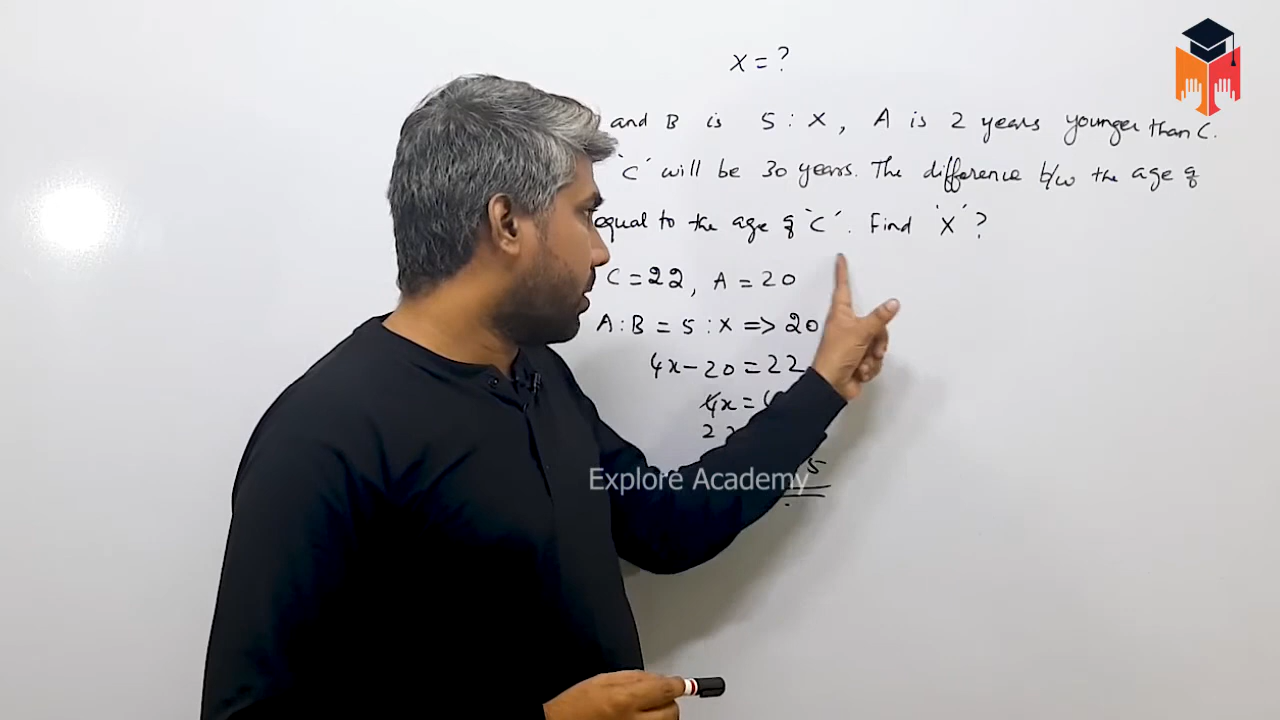 X = ?
and B is 5 : X, A is 2 years younger than C.
'C' will be 30 years. The difference b/w the age of
equal to the age of 'C'. Find 'X' ?
C = 22, A = 20
A : B = 5 : X => 20
4x - 20 = 22
4x =
2
5
Explore Academy